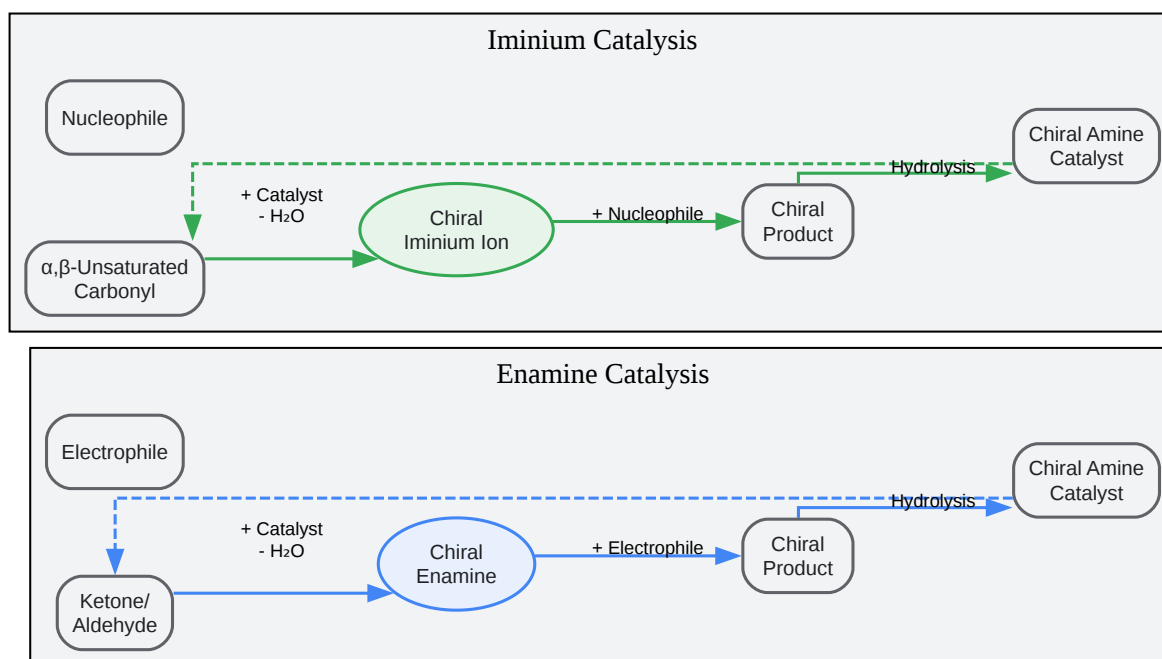 Iminium Catalysis
Nucleophile
Chiral Amine
Catalyst
Hydrolysis
+ Catalyst
- H₂O
Chiral
Iminium Ion
+ Nucleophile
Chiral
Product
α,β-Unsaturated
Carbonyl
Enamine Catalysis
Electrophile
Chiral Amine
Catalyst
Hydrolysis
+ Catalyst
- H₂O
Chiral
Enamine
+ Electrophile
Chiral
Product
Ketone/
Aldehyde